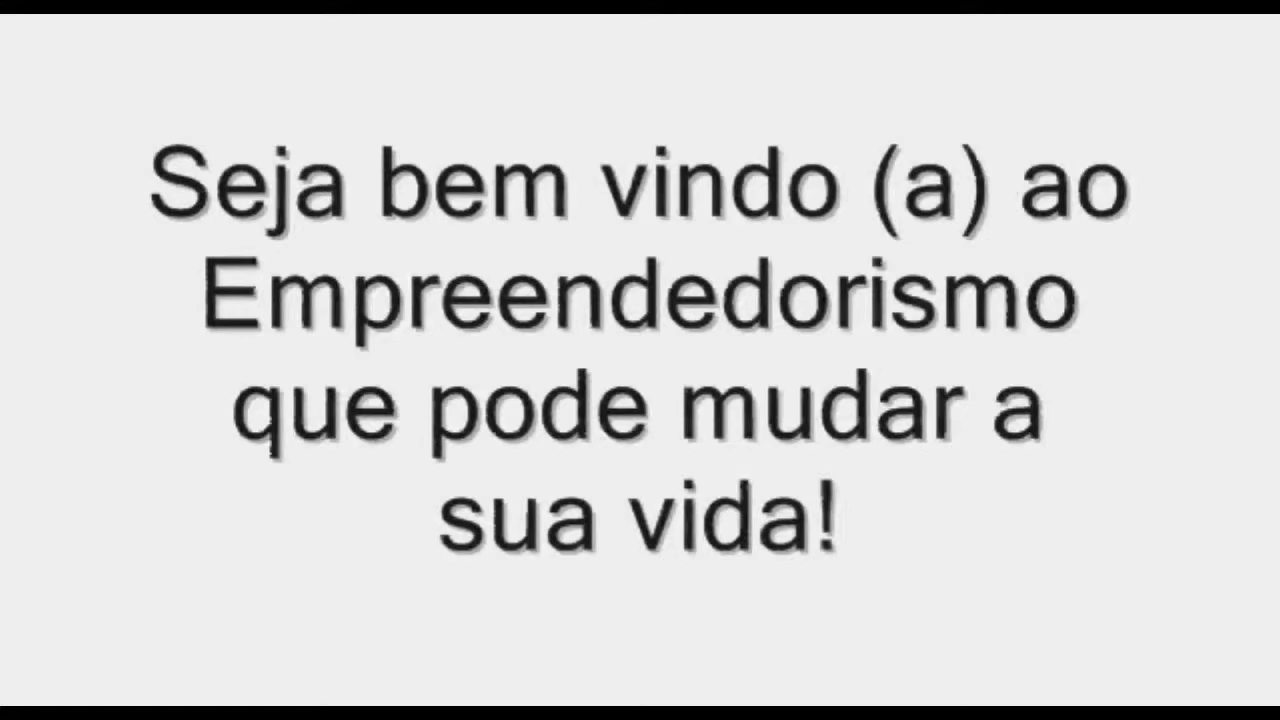 Seja bem vindo (a) ao
Empreendedorismo
que pode mudar a
sua vida!